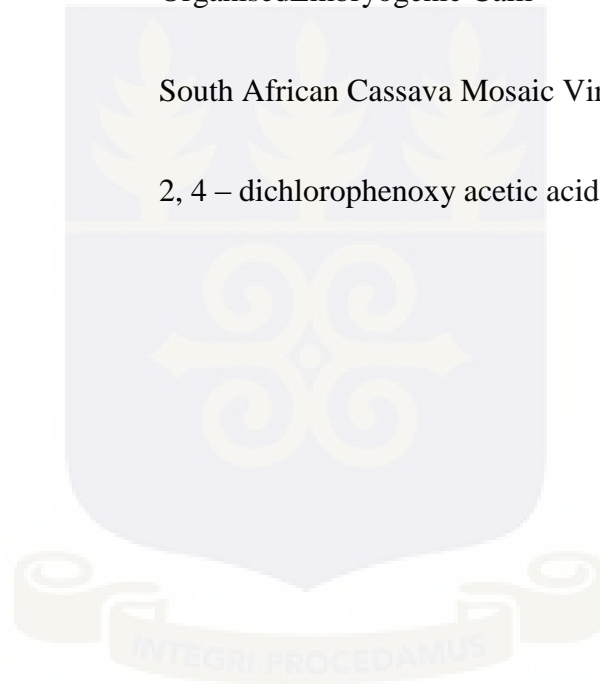 South African Cassava Mosaic
2, 4 – dichlorophenoxy acetic acid
INTEGRI PROCEDAMUS